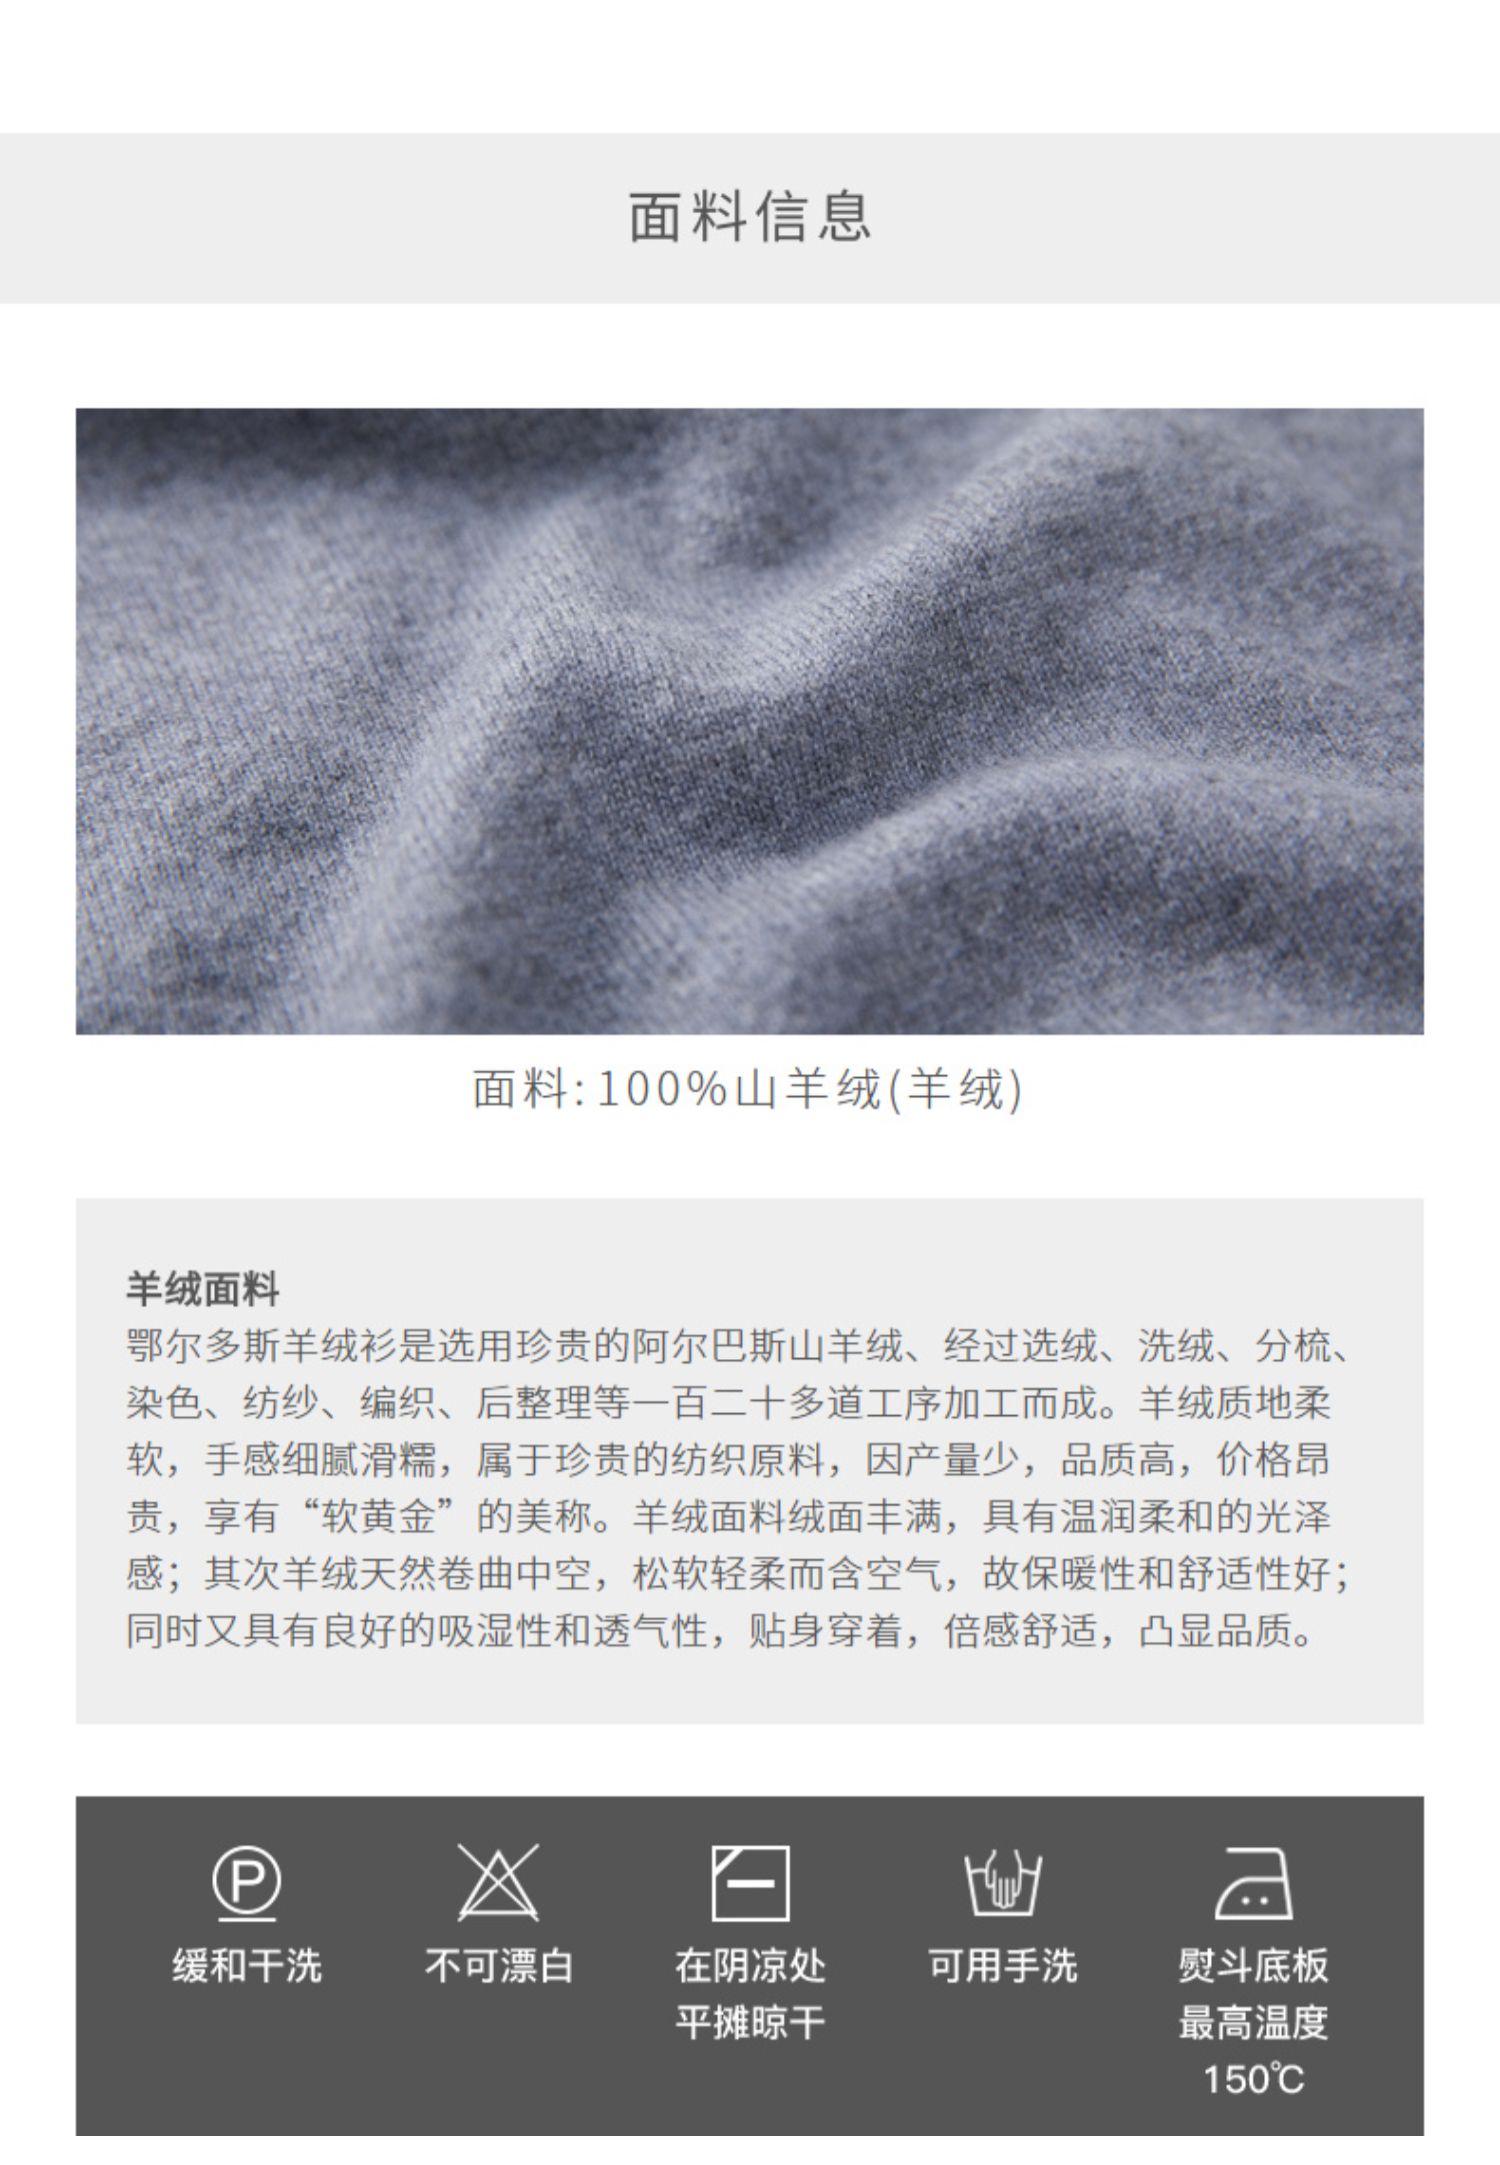 面料信息
面料:100%山羊绒(羊绒)
羊绒面料
鄂尔多斯羊绒衫是选用珍贵的阿尔巴斯山羊绒、经过选绒、洗绒、分梳、
染色、纺纱、编织、后整理等一百二十多道工序加工而成。羊绒质地柔
软，手感细腻滑糯，属于珍贵的纺织原料，因产量少，品质高，价格昂
贵，享有“软黄金”的美称。羊绒面料绒面丰满，具有温润柔和的光泽
感；其次羊绒天然卷曲中空，松软轻柔而含空气，故保暖性和舒适性好；
同时又具有良好的吸湿性和透气性，贴身穿着，倍感舒适，凸显品质。
P
缓和干洗
不可漂白
在阴凉处
平摊晾干
可用手洗
熨斗底板
最高温度
150℃